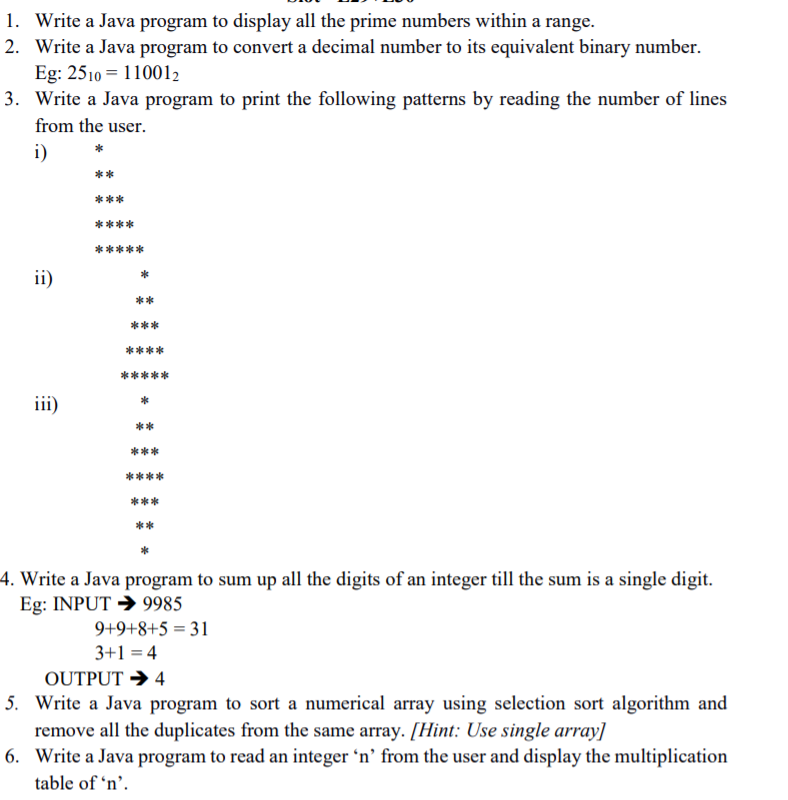 1. Write a Java program to display all the prime numbers within a range.
2. Write a Java program to convert a decimal number to its equivalent binary number.
Eg: 25₁₀ = 11001₂
3. Write a Java program to print the following patterns by reading the number of lines
from the user.
i) *
**
***
****
*****
ii) *
**
***
****
*****
iii) *
**
***
****
***
**
*
4. Write a Java program to sum up all the digits of an integer till the sum is a single digit.
Eg: INPUT ➔ 9985
9+9+8+5 = 31
3+1 = 4
OUTPUT ➔ 4
5. Write a Java program to sort a numerical array using selection sort algorithm and
remove all the duplicates from the same array. [Hint: Use single array]
6. Write a Java program to read an integer ‘n’ from the user and display the multiplication
table of ‘n’.